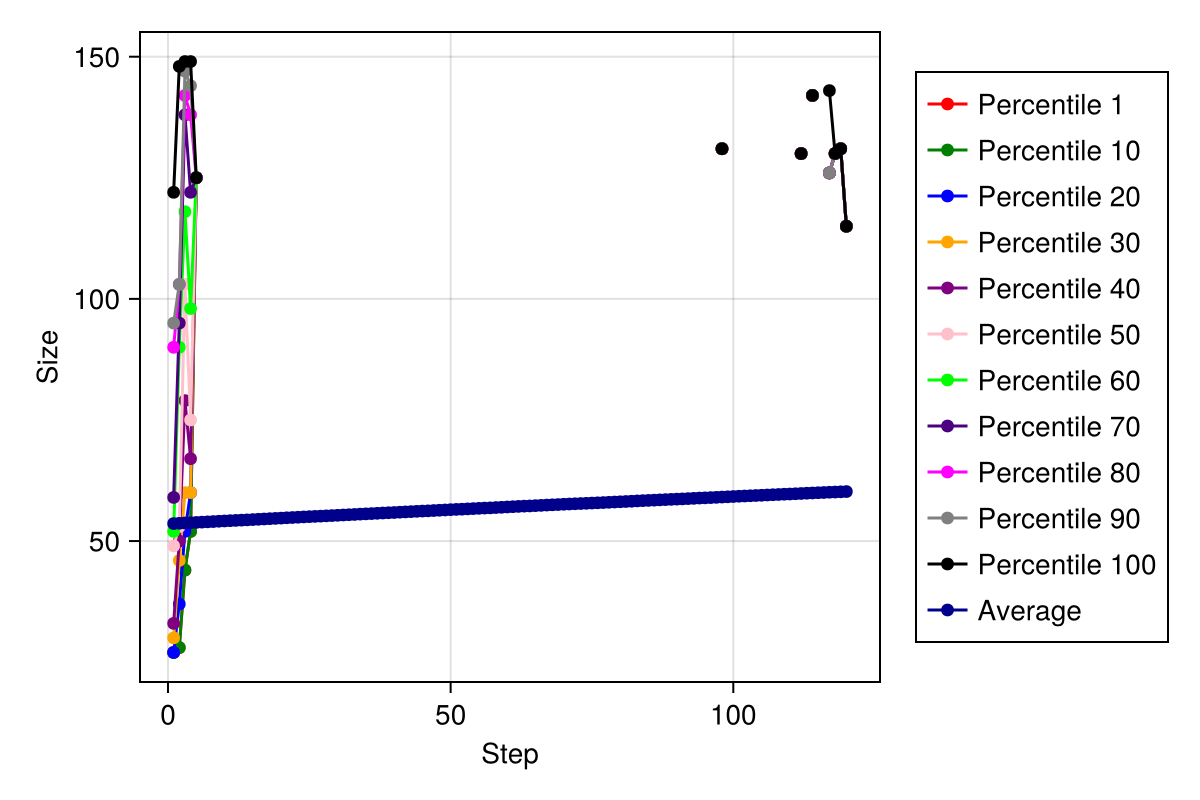 150
100
50
Size
0
50
100
Step
Percentile 1
Percentile 10
Percentile 20
Percentile 30
Percentile 40
Percentile 50
Percentile 60
Percentile 70
Percentile 80
Percentile 90
Percentile 100
Average